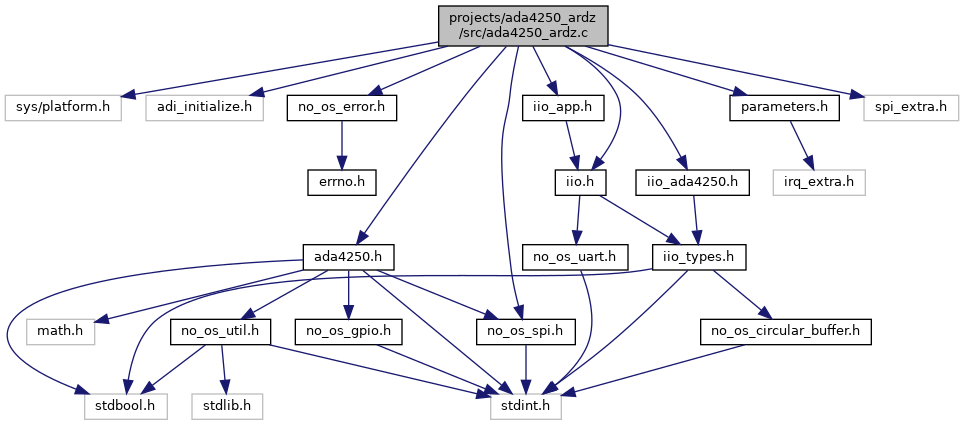 projects/ada4250_ardz
/src/ada4250_ardz.c
sys/platform.h
adi_initialize.h
no_os_error.h
iio_app.h
parameters.h
spi_extra.h
errno.h
iio.h
iio_ada4250.h
irq_extra.h
ada4250.h
no_os_uart.h
iio_types.h
math.h
no_os_util.h
no_os_gpio.h
no_os_spi.h
no_os_circular_buffer.h
stdbool.h
stdlib.h
stdint.h